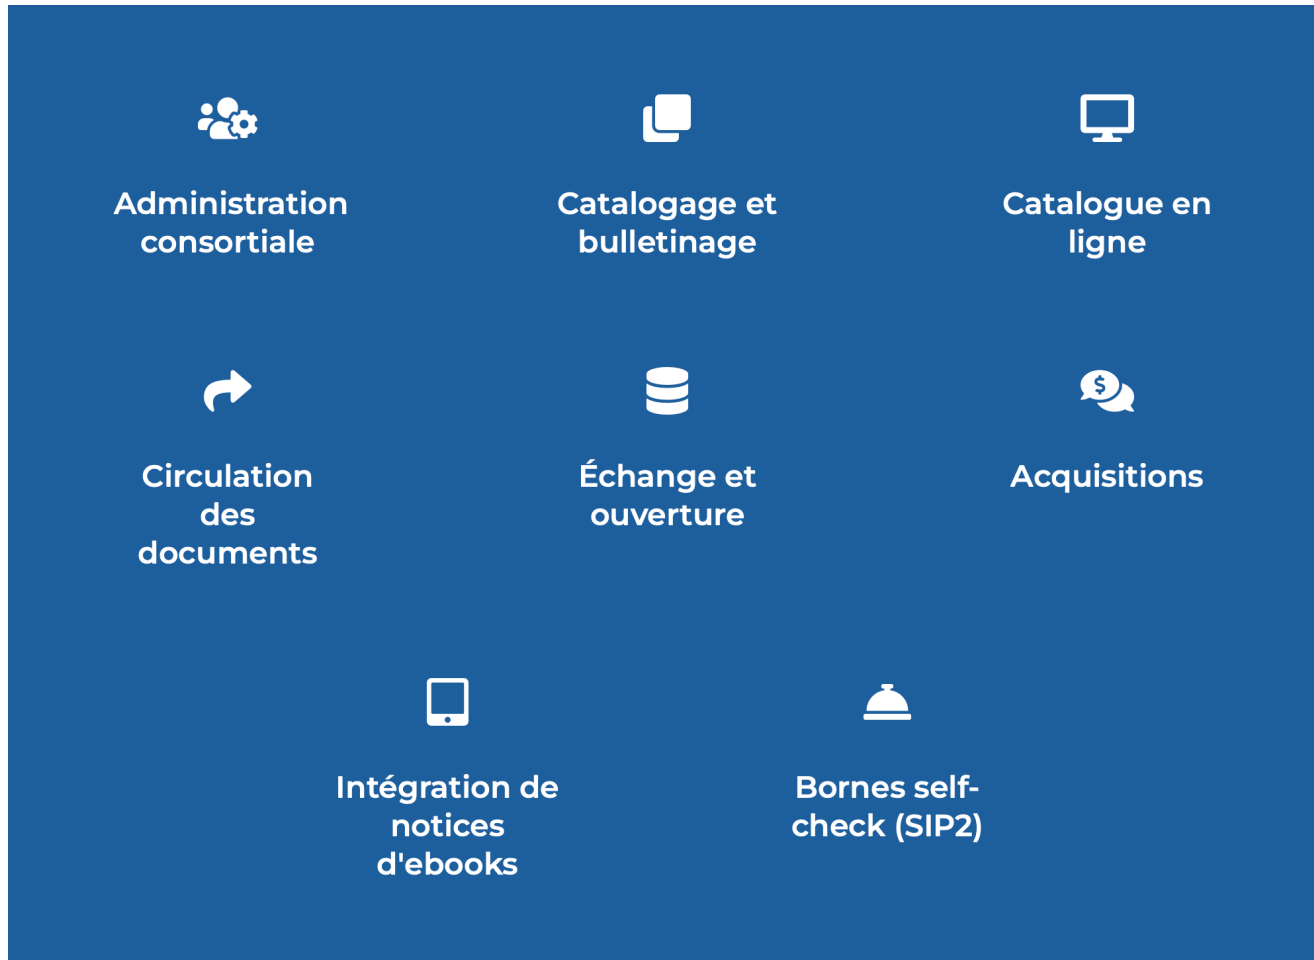 Administration
consortiale
Catalogage et
bulletinage
Catalogue en
ligne
Circulation
des
documents
Échange et
ouverture
$
Acquisitions
Intégration de
notices
d'ebooks
Bornes self-
check (SIP2)